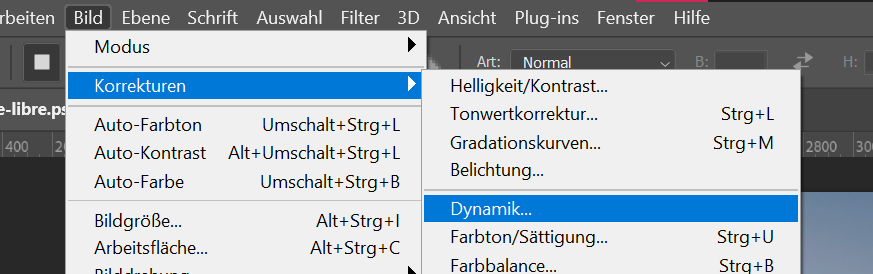 rbeiten Bild Ebene Schrift Auswahl Filter 3D Ansicht Plug-ins Fenster Hilfe
Modus
Art: Normal B: H:
Korrekturen
Helligkeit/Kontrast...
e-libre.ps
Tonwertkorrektur... Strg+L
Auto-Farbton Umschalt+Strg+L
400 2800 300
Gradationskurven... Strg+M
Auto-Kontrast Alt+Umschalt+Strg+L
Belichtung...
Auto-Farbe Umschalt+Strg+B
Dynamik...
Bildgröße... Alt+Strg+I
Farbton/Sättigung... Strg+U
Arbeitsfläche... Alt+Strg+C
Farbbalance... Strg+B
Bilddrehung